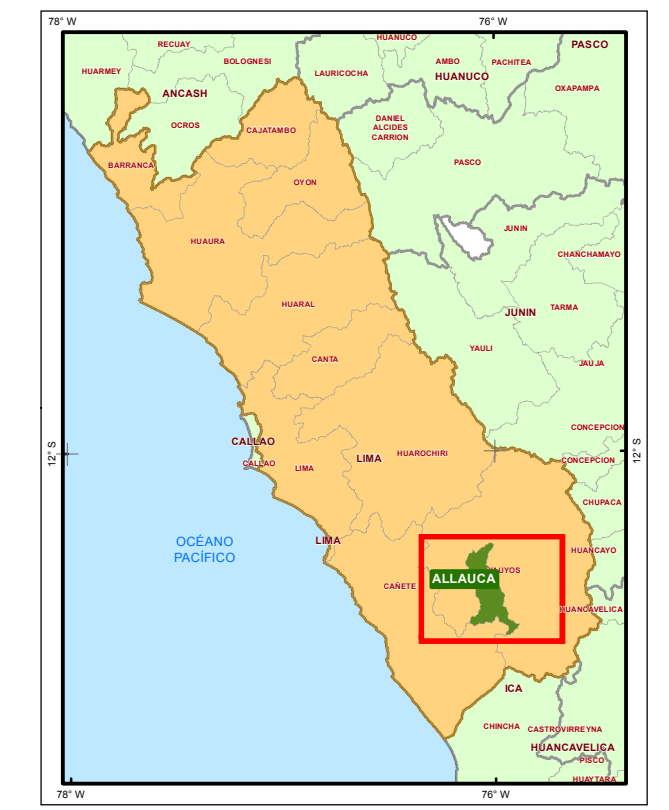 78° W
76° W
RECUAY
HUANUCO
PASCO
BOLOGNESI
AMBO
PACHITEA
HUARMEY
LAURICOCHA
HUANUCO
OXAPAMPA
ANCASH
DANIEL
ALCIDES
CARRION
OCROS
CAJATAMBO
BARRANCA
PASCO
OYON
JUNIN
HUAURA
CHANCHAMAYO
HUARAL
TARMA
JUNIN
YAULI
CANTA
JAUJA
CONCEPCION
CALLAO
12° S
12° S
HUAROCHIRI
LIMA
CALLAO
LIMA
CONCEPCION
CHUPACA
LIMA
OCÉANO
PACÍFICO
HUANCAYO
YAUYOS
ALLAUCA
CAÑETE
HUANCAVELICA
ICA
CHINCHA
CASTROVIRREYNA
HUANCAVELICA
PISCO
HUAYTARA
78° W
76° W